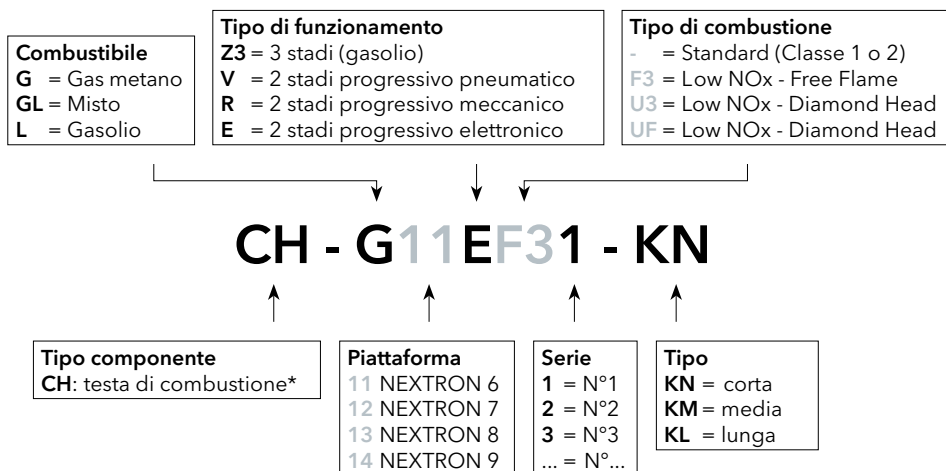 Combustibile
G = Gas metano
GL = Misto
L = Gasolio
Tipo di funzionamento
Z3 = 3 stadi (gasolio)
V = 2 stadi progressivo pneumatico
R = 2 stadi progressivo meccanico
E = 2 stadi progressivo elettronico
Tipo di combustione
- = Standard (Classe 1 o 2)
F3 = Low NOx - Free Flame
U3 = Low NOx - Diamond Head
UF = Low NOx - Diamond Head
CH - G11EF31 - KN
Tipo componente
CH: testa di combustione*
Piattaforma
11 NEXTRON 6
12 NEXTRON 7
13 NEXTRON 8
14 NEXTRON 9
Serie
1 = N°1
2 = N°2
3 = N°3
... = N°...
Tipo
KN = corta
KM = media
KL = lunga